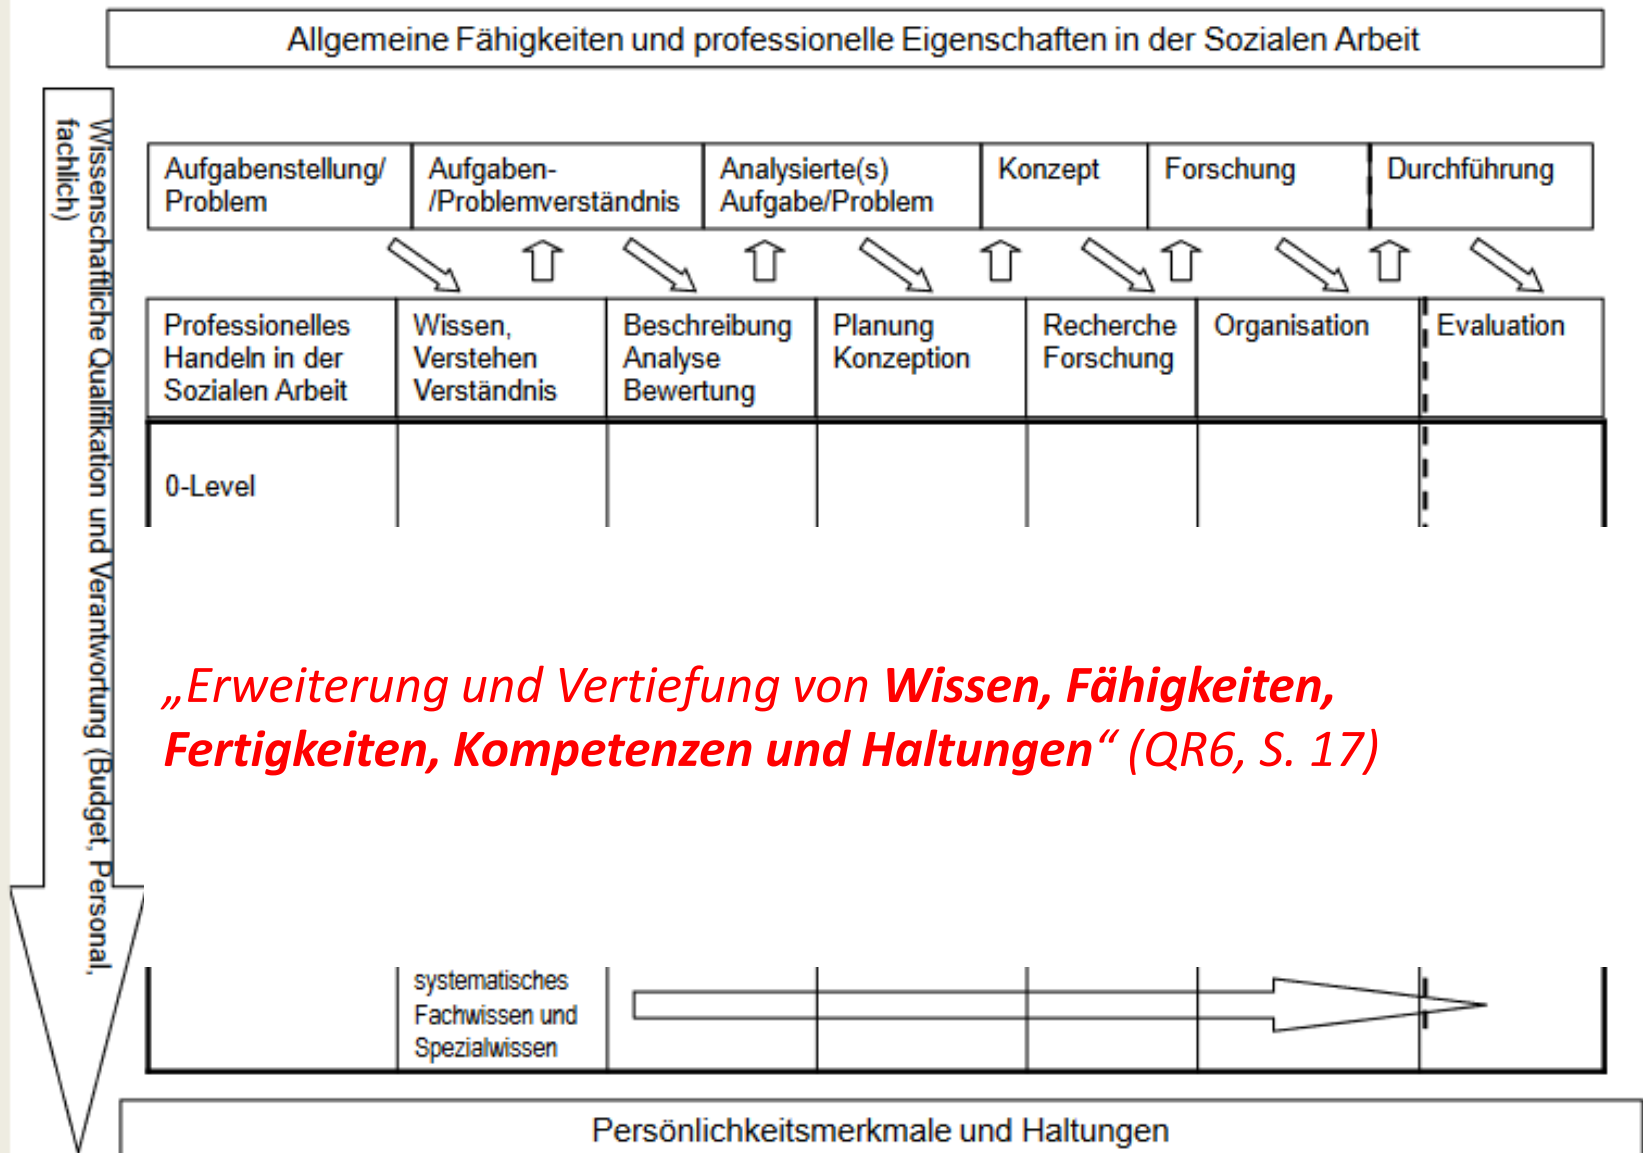 Allgemeine Fähigkeiten und professionelle Eigenschaften in der Sozialen Arbeit
Wissenschaftliche Qualifikation und Verantwortung (Budget, Personal,
fachlich)
Aufgabenstellung/
Problem
Aufgaben-
/Problemverständnis
Analysierte(s)
Aufgabe/Problem
Konzept
Forschung
Durchführung
Professionelles
Handeln in der
Sozialen Arbeit
Wissen,
Verstehen
Verständnis
Beschreibung
Analyse
Bewertung
Planung
Konzeption
Recherche
Forschung
Organisation
Evaluation
0-Level
„Erweiterung und Vertiefung von Wissen, Fähigkeiten,
Fertigkeiten, Kompetenzen und Haltungen“ (QR6, S. 17)
systematisches
Fachwissen und
Spezialwissen
Persönlichkeitsmerkmale und Haltungen